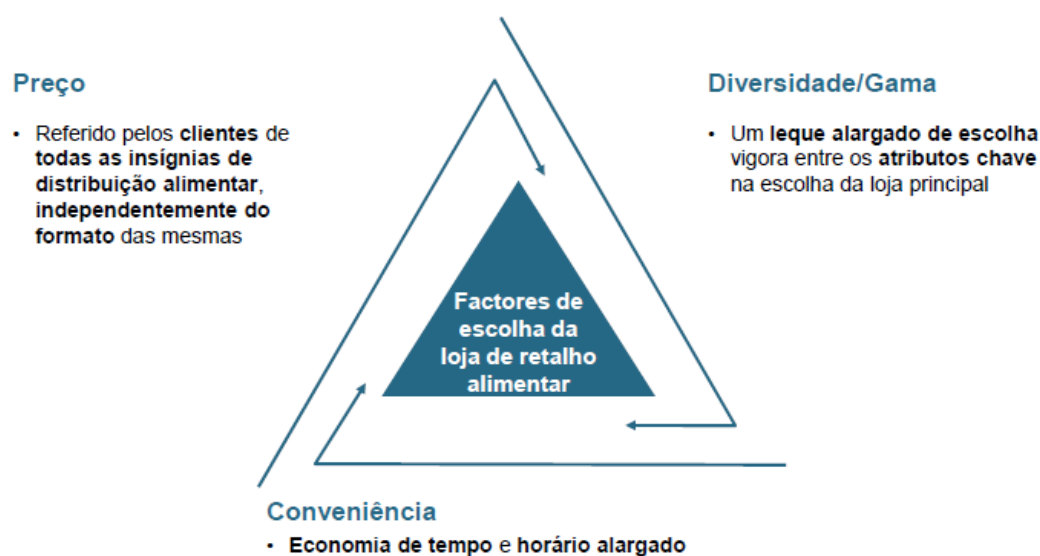 Preço
• Referido pelos clientes de
todas as insígnias de
distribuição alimentar,
independentemente do
formato das mesmas
Diversidade/Gama
• Um leque alargado de escolha
vigora entre os atributos chave
na escolha da loja principal
Factores de
escolha da
loja de retalho
alimentar
Conveniência
• Economia de tempo e horário alargado